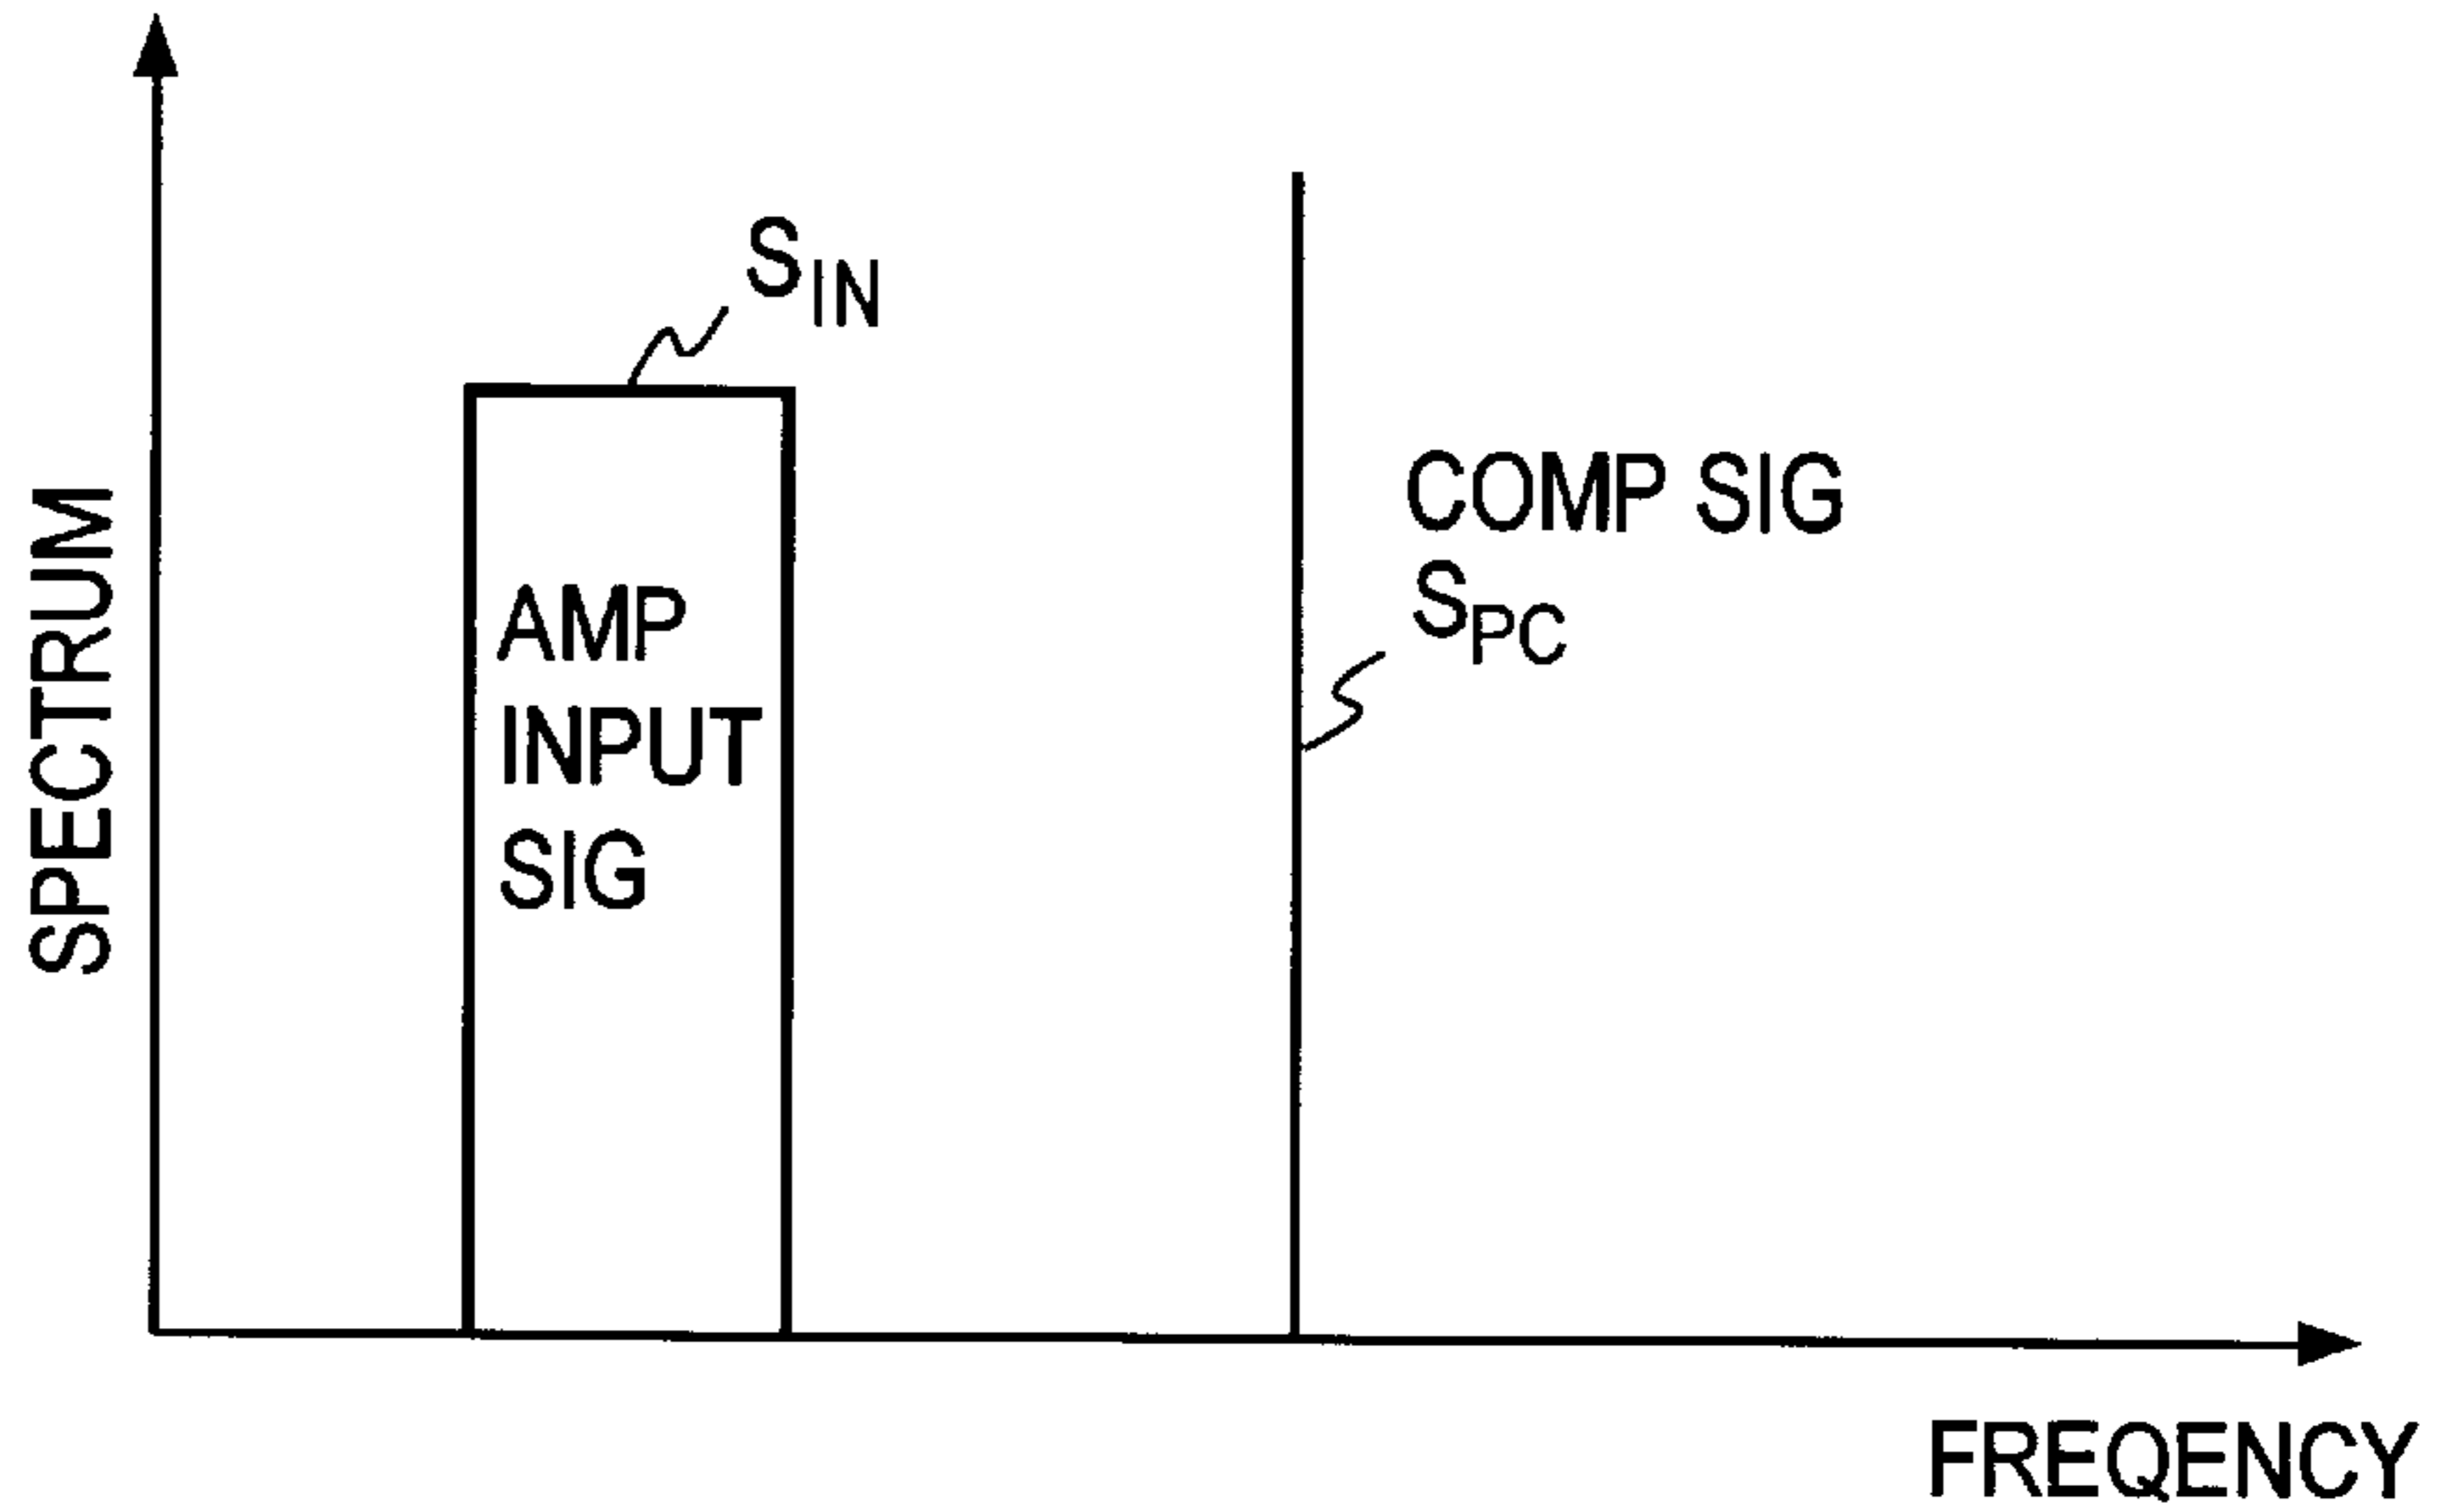 SPECTRUM
S_IN
AMP
INPUT
SIG
COMP SIG
S_PC
FREQENCY